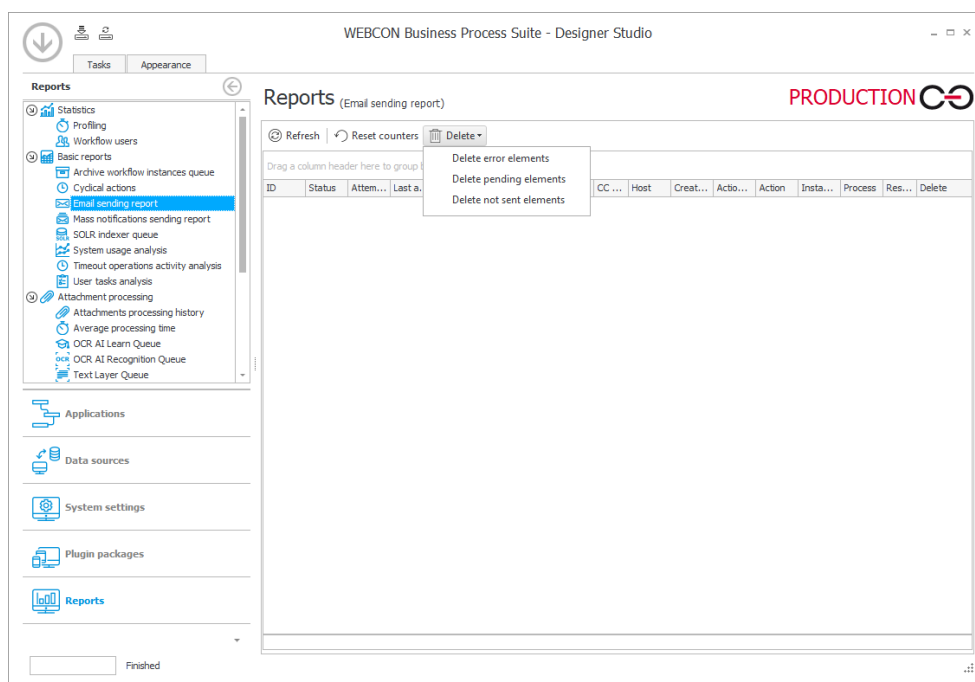 WEBCON Business Process Suite - Designer Studio
Tasks Appearance
Reports
Statistics
Profiling
Workflow users
Basic reports
Archive workflow instances queue
Cydical actions
Email sending report
Mass notifications sending report
SOLR indexer queue
System usage analysis
Timeout operations activity analysis
User tasks analysis
Attachment processing
Attachments processing history
Average processing time
OCR AI Learn Queue
OCR AI Recognition Queue
Text Layer Queue
Applications
Data sources
System settings
Plugin packages
Reports
Finished
Reports (Email sending report)
PRODUCTION
Refresh Reset counters Delete
Delete error elements
Delete pending elements
Delete not sent elements
Drag a column header here to group
ID Status Attem... Last a. CC ... Host Creat... Actio... Action Insta... Process Res... Delete